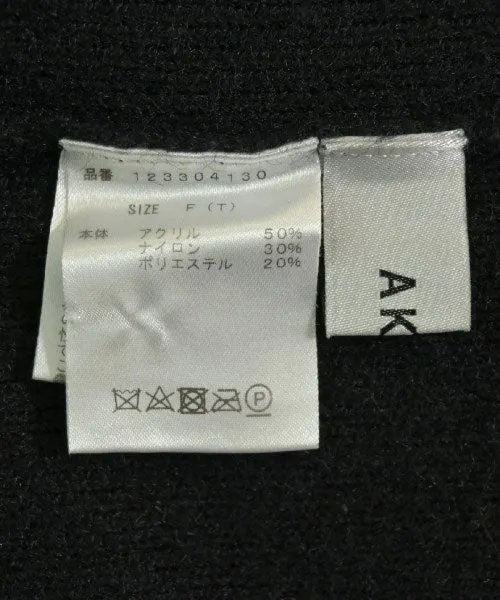 品番 123304130
SIZE F (T)
本体 アクリル 50%
ナイロン 30%
ポリエステル 20%
P
AK